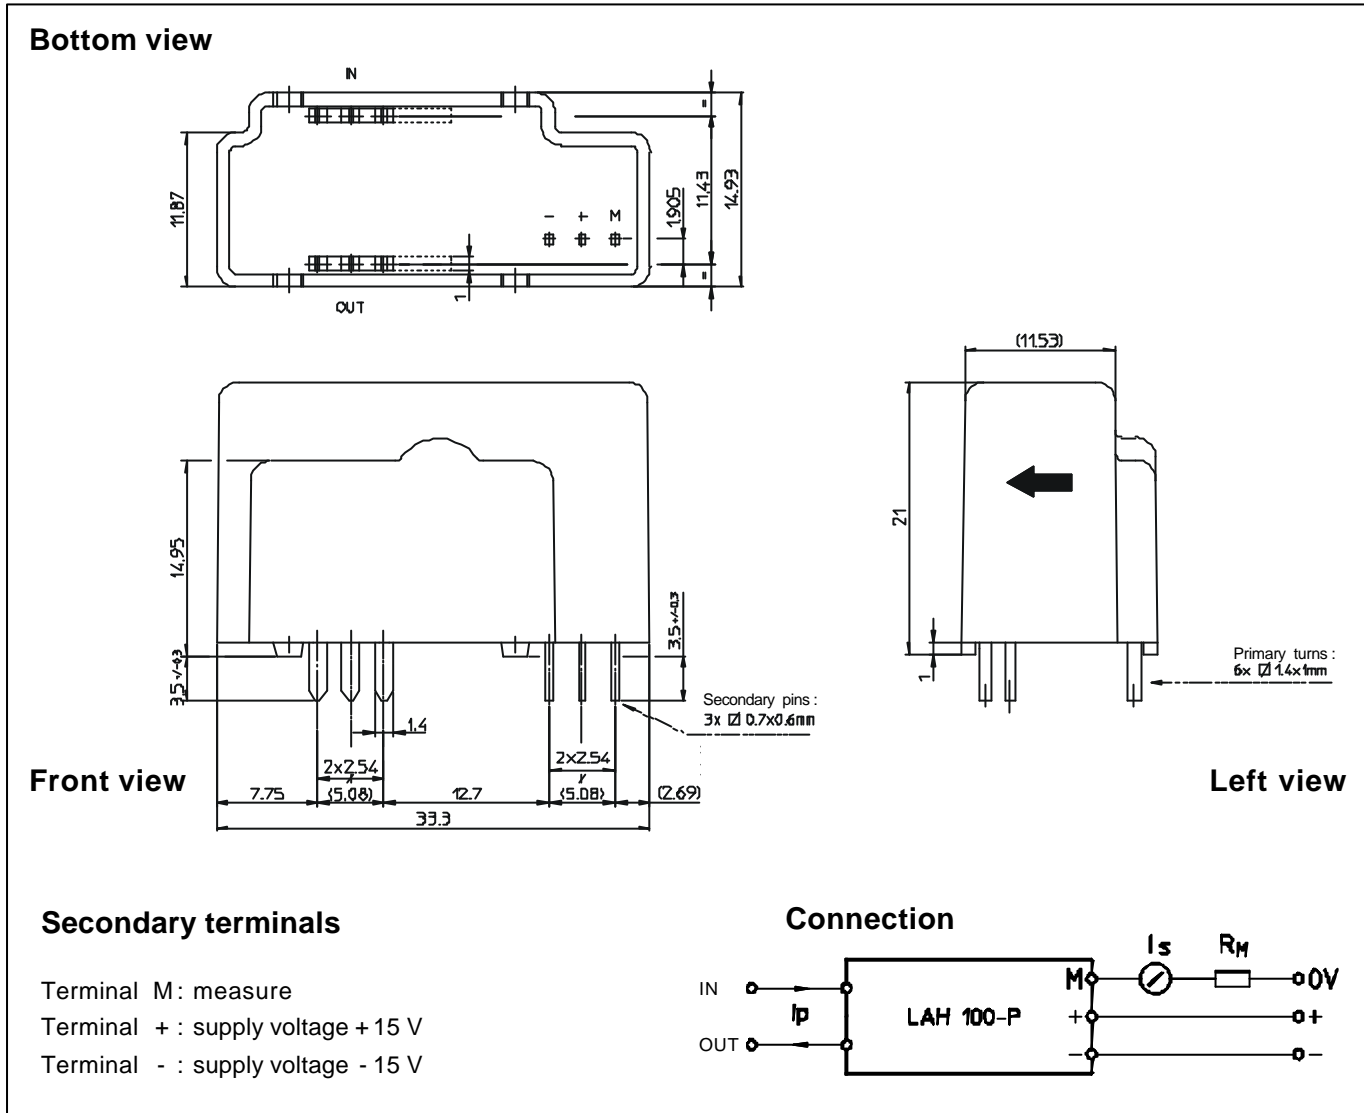 Bottom view
IN
11.87
- + M
1.905
11.43
14.93
=
=
1
OUT
(11.53)
14.95
21
3.5 +/-0.3
3.5 +/-0.3
1
Primary turns :
6x 1.4x1mm
Secondary pins :
3x 0.7x0.6mm
1.4
2x2.54
2x2.54
Front view
Left view
7.75
(5.08)
12.7
(5.08)
(2.69)
33.3
Secondary terminals
Terminal M : measure
Terminal + : supply voltage + 15 V
Terminal - : supply voltage - 15 V
Connection
Is RM
IN
M
0V
Ip
LAH 100-P
+
+
OUT
-
-